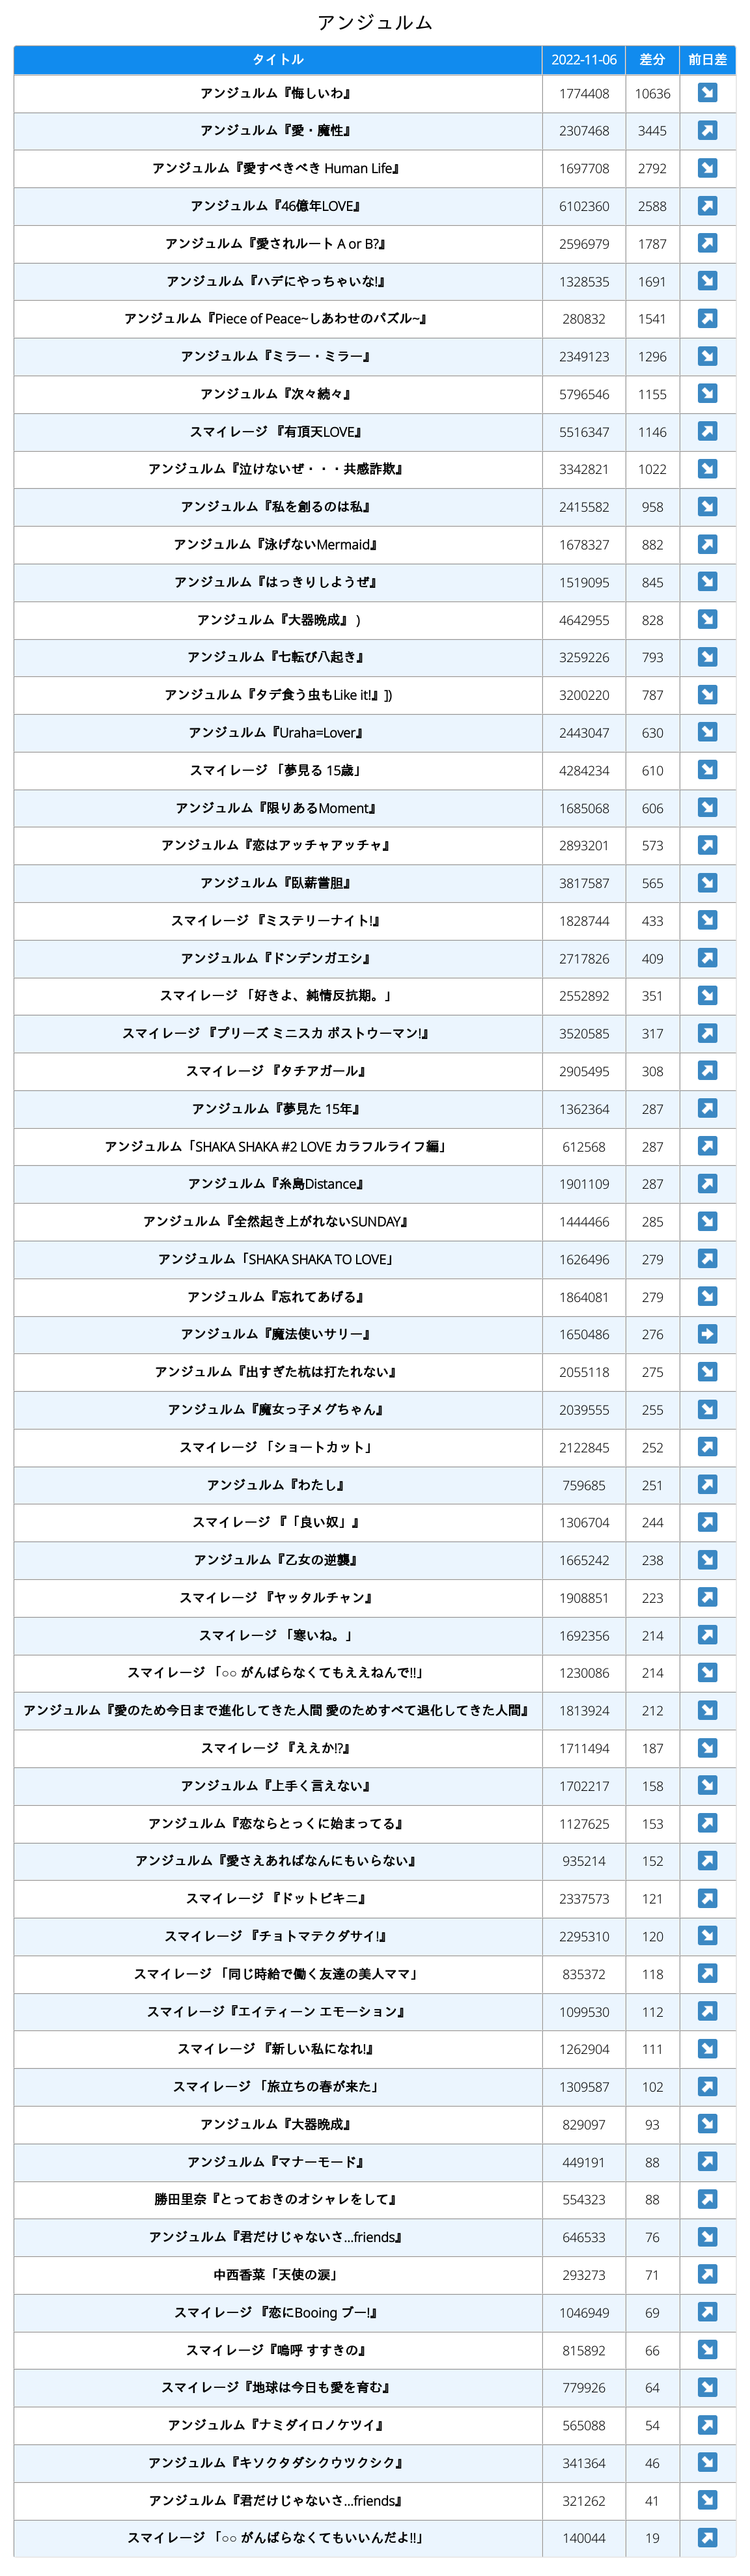 アンジュルム
タイトル 2022-11-06 差分 前日差
アンジュルム『悔しいわ』 1774408 10636 ↘
アンジュルム『愛・魔性』 2307468 3445 ↗
アンジュルム『愛すべきべき Human Life』 1697708 2792 ↘
アンジュルム『46億年LOVE』 6102360 2588 ↗
アンジュルム『愛されルート A or B?』 2596979 1787 ↗
アンジュルム『ハデにやっちゃいな!』 1328535 1691 ↘
アンジュルム『Piece of Peace~しあわせのパズル~』 280832 1541 ↗
アンジュルム『ミラー・ミラー』 2349123 1296 ↘
アンジュルム『次々続々』 5796546 1155 ↘
スマイレージ 『有頂天LOVE』 5516347 1146 ↗
アンジュルム『泣けないぜ・・・共感詐欺』 3342821 1022 ↘
アンジュルム『私を創るのは私』 2415582 958 ↘
アンジュルム『泳げないMermaid』 1678327 882 ↗
アンジュルム『はっきりしようぜ』 1519095 845 ↘
アンジュルム『大器晩成』 ) 4642955 828 ↘
アンジュルム『七転び八起き』 3259226 793 ↘
アンジュルム『タデ食う虫もLike it!』]) 3200220 787 ↘
アンジュルム『Uraha=Lover』 2443047 630 ↘
スマイレージ 「夢見る 15歳」 4284234 610 ↘
アンジュルム『限りあるMoment』 1685068 606 ↘
アンジュルム『恋はアッチャアッチャ』 2893201 573 ↗
アンジュルム『臥薪嘗胆』 3817587 565 ↘
スマイレージ 『ミステリーナイト!』 1828744 433 ↘
アンジュルム『ドンデンガエシ』 2717826 409 ↗
スマイレージ 「好きよ、純情反抗期。」 2552892 351 ↘
スマイレージ 『プリーズ ミニスカ ポストウーマン!』 3520585 317 ↗
スマイレージ 『タチアガール』 2905495 308 ↗
アンジュルム『夢見た 15年』 1362364 287 ↗
アンジュルム「SHAKA SHAKA #2 LOVE カラフルライフ編」 612568 287 ↗
アンジュルム『糸島Distance』 1901109 287 ↗
アンジュルム『全然起き上がれないSUNDAY』 1444466 285 ↘
アンジュルム「SHAKA SHAKA TO LOVE」 1626496 279 ↗
アンジュルム『忘れてあげる』 1864081 279 ↘
アンジュルム『魔法使いサリー』 1650486 276 ➡
アンジュルム『出すぎた杭は打たれない』 2055118 275 ↘
アンジュルム『魔女っ子メグちゃん』 2039555 255 ↘
スマイレージ 「ショートカット」 2122845 252 ↗
アンジュルム『わたし』 759685 251 ↗
スマイレージ 『「良い奴」』 1306704 244 ↗
アンジュルム『乙女の逆襲』 1665242 238 ↘
スマイレージ 『ヤッタルチャン』 1908851 223 ↗
スマイレージ 「寒いね。」 1692356 214 ↗
スマイレージ 「○○ がんばらなくてもええねんで!!」 1230086 214 ↘
アンジュルム『愛のため今日まで進化してきた人間 愛のためすべて退化してきた人間』 1813924 212 ↘
スマイレージ 『ええか!?』 1711494 187 ↘
アンジュルム『上手く言えない』 1702217 158 ↘
アンジュルム『恋ならとっくに始まってる』 1127625 153 ↗
アンジュルム『愛さえあればなんにもいらない』 935214 152 ↗
スマイレージ 『ドットビキニ』 2337573 121 ↗
スマイレージ 『チョトマテクダサイ!』 2295310 120 ↘
スマイレージ 「同じ時給で働く友達の美人ママ」 835372 118 ↗
スマイレージ『エイティーン エモーション』 1099530 112 ↗
スマイレージ 『新しい私になれ!』 1262904 111 ↘
スマイレージ 「旅立ちの春が来た」 1309587 102 ↗
アンジュルム『大器晩成』 829097 93 ↘
アンジュルム『マナーモード』 449191 88 ↗
勝田里奈『とっておきのオシャレをして』 554323 88 ↗
アンジュルム『君だけじゃないさ...friends』 646533 76 ↘
中西香菜「天使の涙」 293273 71 ↗
スマイレージ 『恋にBooing ブー!』 1046949 69 ↗
スマイレージ『嗚呼 すすきの』 815892 66 ↘
スマイレージ『地球は今日も愛を育む』 779926 64 ↘
アンジュルム『ナミダイロノケツイ』 565088 54 ↗
アンジュルム『キソクタダシクウツクシク』 341364 46 ↘
アンジュルム『君だけじゃないさ...friends』 321262 41 ↘
スマイレージ 「○○ がんばらなくてもいいんだよ!!」 140044 19 ↗